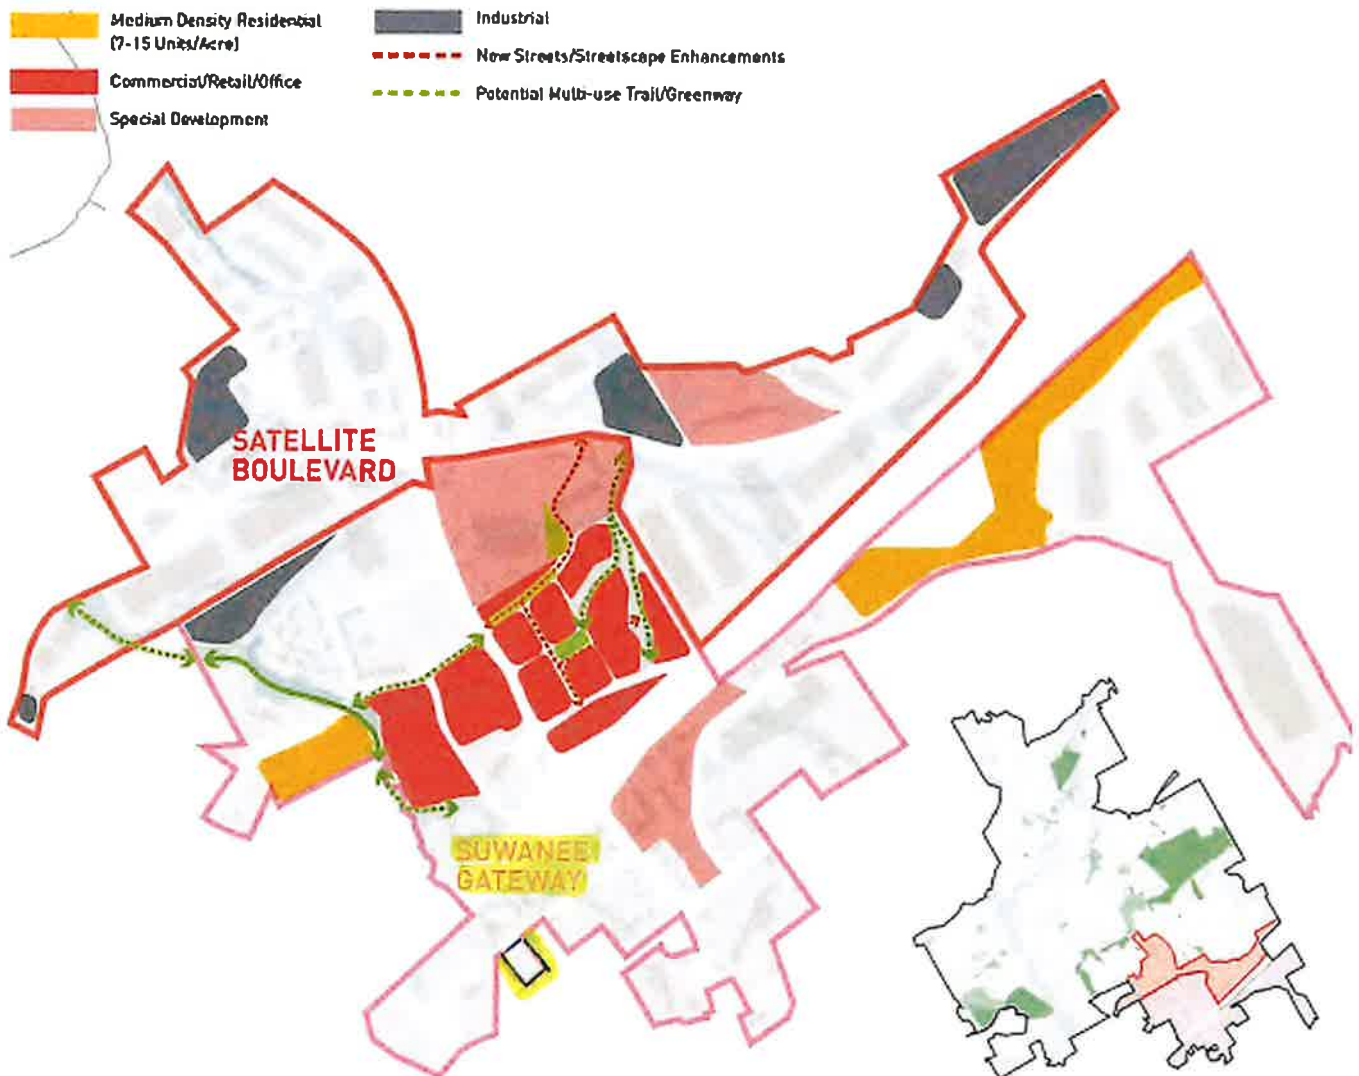 Medium Density Residential
(7-15 Units/Acre)
Commercial/Retail/Office
Special Development
Industrial
New Streets/Streetscape Enhancements
Potential Multi-use Trail/Greenway
SATELLITE
BOULEVARD
SUWANEE
GATEWAY